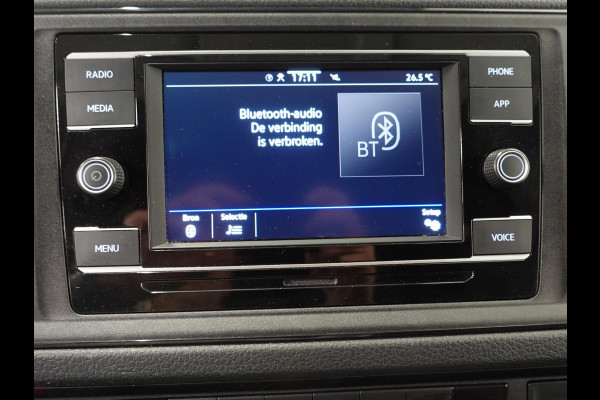 RADIO
MEDIA
MENU
17:11
26.5 °C
Bluetooth-audio
De verbinding
is verbroken.
BT
Bron
Selectie
Setup
PHONE
APP
VOICE